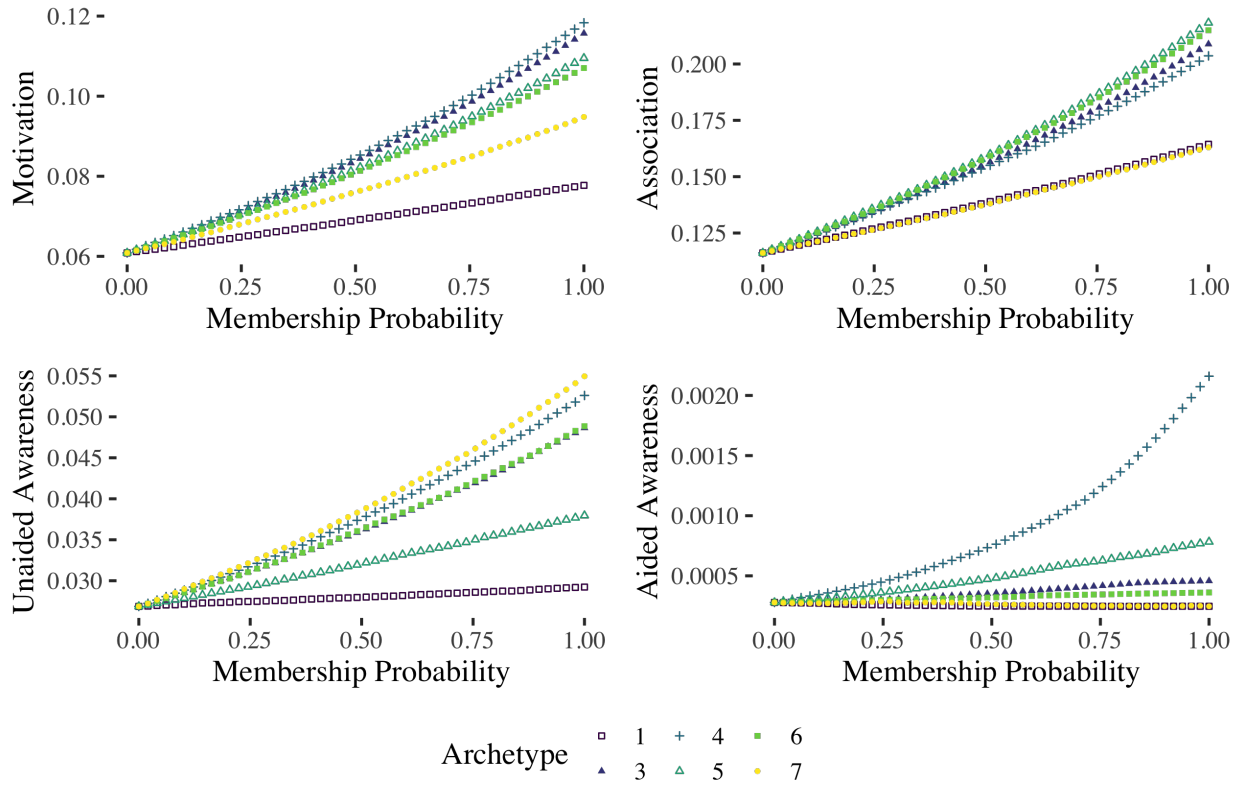 Motivation
0.12
0.10
0.08
0.06
0.00 0.25 0.50 0.75 1.00
Membership Probability
Association
0.200
0.175
0.150
0.125
0.00 0.25 0.50 0.75 1.00
Membership Probability
Unaided Awareness
0.055
0.050
0.045
0.040
0.035
0.030
0.00 0.25 0.50 0.75 1.00
Membership Probability
Aided Awareness
0.0020
0.0015
0.0010
0.0005
0.00 0.25 0.50 0.75 1.00
Membership Probability
Archetype
1 4 6
3 5 7